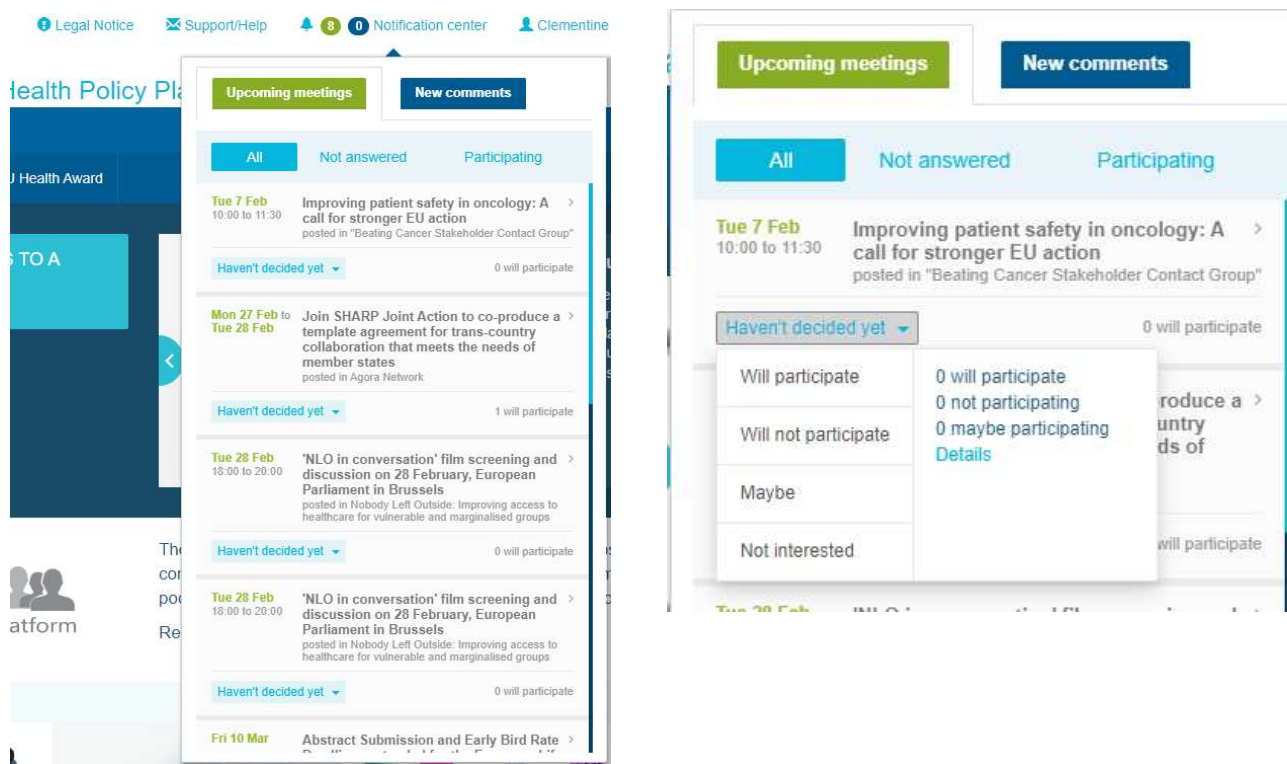 Legal Notice
Support/Help
8 0 Notification center
Clementine
Health Policy
Health Award
TO A
Upcoming meetings
New comments
All
Not answered
Participating
Tue 7 Feb
10:00 to 11:30
Improving patient safety in oncology: A
call for stronger EU action
posted in "Beating Cancer Stakeholder Contact Group"
Haven't decided yet
0 will participate
Mon 27 Feb to
Tue 28 Feb
Join SHARP Joint Action to co-produce a
template agreement for trans-country
collaboration that meets the needs of
member states
posted in Agora Network
Haven't decided yet
1 will participate
Tue 28 Feb
18:00 to 20:00
'NLO in conversation' film screening and
discussion on 28 February, European
Parliament in Brussels
posted in Nobody Left Outside: Improving access to
healthcare for vulnerable and marginalised groups
Haven't decided yet
0 will participate
Tue 28 Feb
18:00 to 20:00
'NLO in conversation' film screening and
discussion on 28 February, European
Parliament in Brussels
posted in Nobody Left Outside: Improving access to
healthcare for vulnerable and marginalised groups
Haven't decided yet
0 will participate
Fri 10 Mar
Abstract Submission and Early Bird Rate
Upcoming meetings
New comments
All
Not answered
Participating
Tue 7 Feb
10:00 to 11:30
Improving patient safety in oncology: A
call for stronger EU action
posted in "Beating Cancer Stakeholder Contact Group"
Haven't decided yet
0 will participate
Will participate
Will not participate
Maybe
Not interested
0 will participate
0 not participating
0 maybe participating
Details
roduce a
untry
ds of
will participate